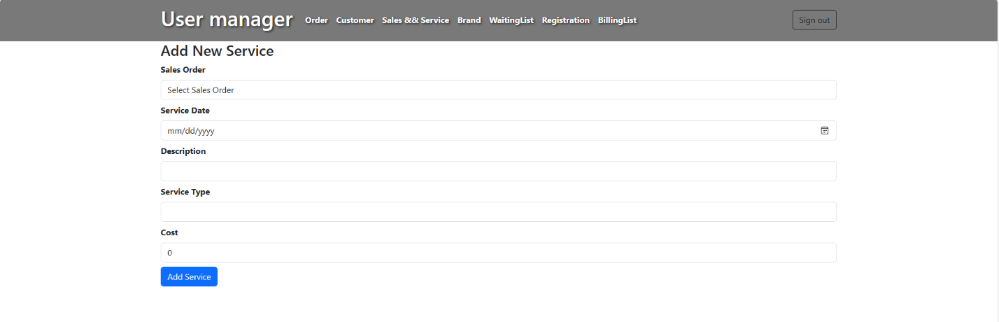 User manager Order Customer Sales && Service Brand WaitingList Registration BillingList Sign out
Add New Service
Sales Order
Select Sales Order
Service Date
mm/dd/yyyy
Description
Service Type
Cost
0
Add Service